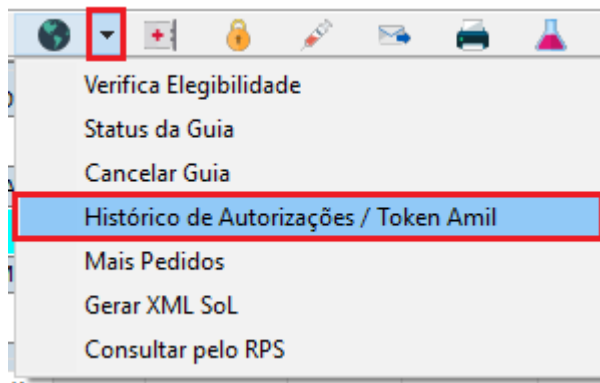 Verifica Elegibilidade
Status da Guia
Cancelar Guia
Histórico de Autorizações / Token Amil
Mais Pedidos
Gerar XML SoL
Consultar pelo RPS